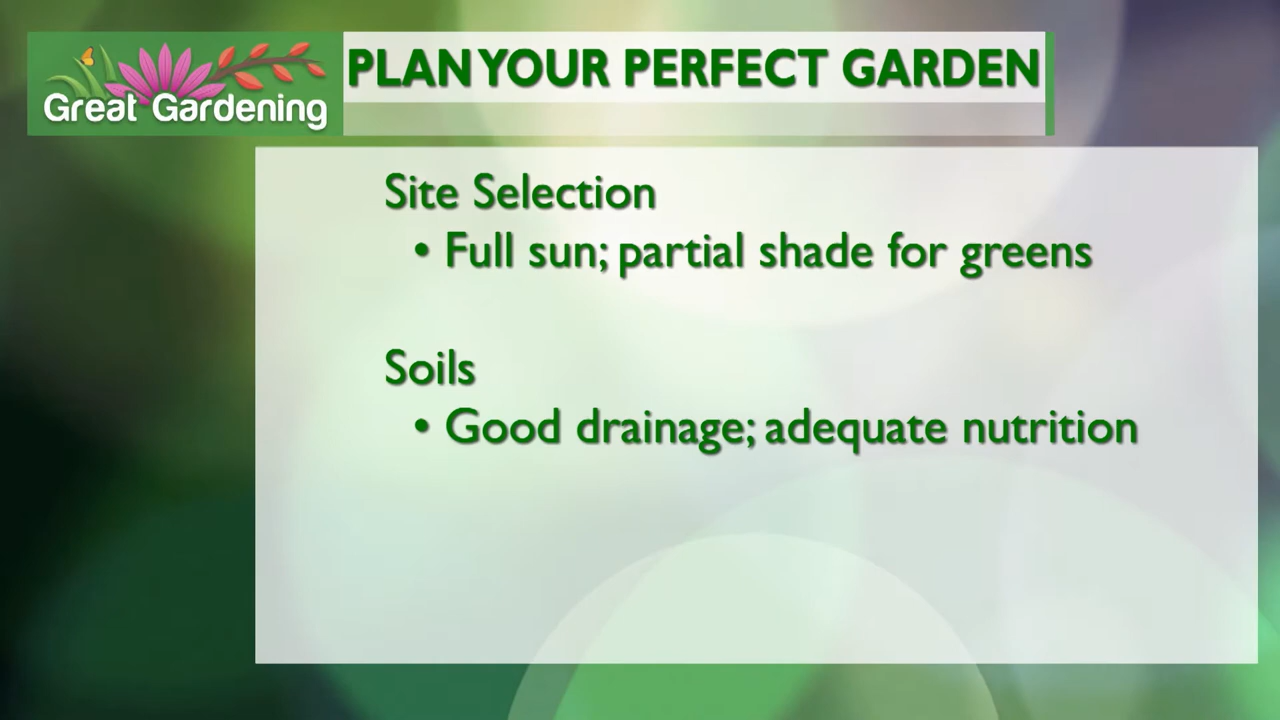 Great Gardening
PLAN YOUR PERFECT GARDEN
Site Selection
• Full sun; partial shade for greens
Soils
• Good drainage; adequate nutrition